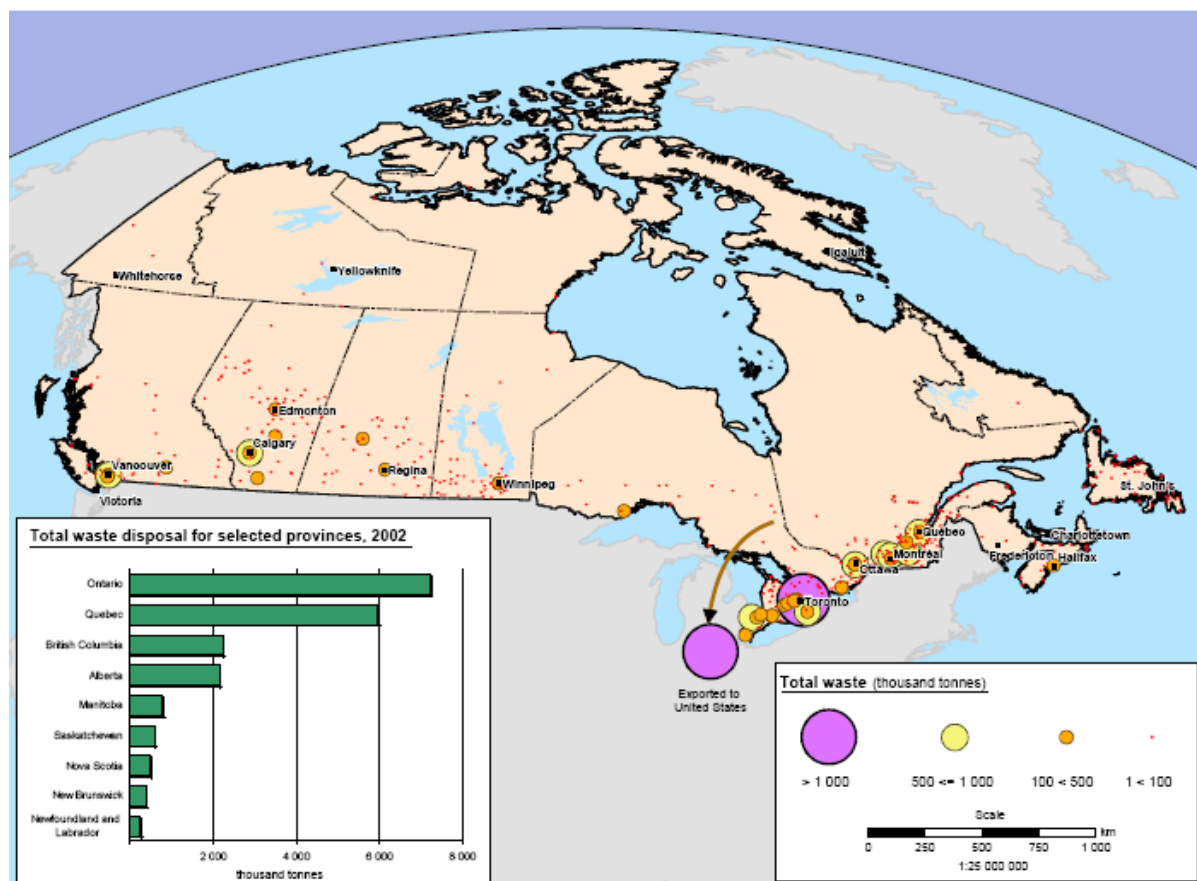 Iqaluit
Whitehorse
Yellowknife
Edmonton
Calgary
Vancouver
Regina
Winnipeg
Victoria
St. John's
Québec
Charlottetown
Montréal
Fredericton
Halifax
Ottawa
Toronto
Exported to
United States
Total waste disposal for selected provinces, 2002
Ontario
Quebec
British Columbia
Alberta
Manitoba
Saskatchewan
Nova Scotia
New Brunswick
Newfoundland and
Labrador
2 000 4 000 6 000 8 000
thousand tonnes
Total waste (thousand tonnes)
> 1 000 500 <= 1 000 100 < 500 1 < 100
Scale
km
0 250 500 750 1 000
1:25 000 000